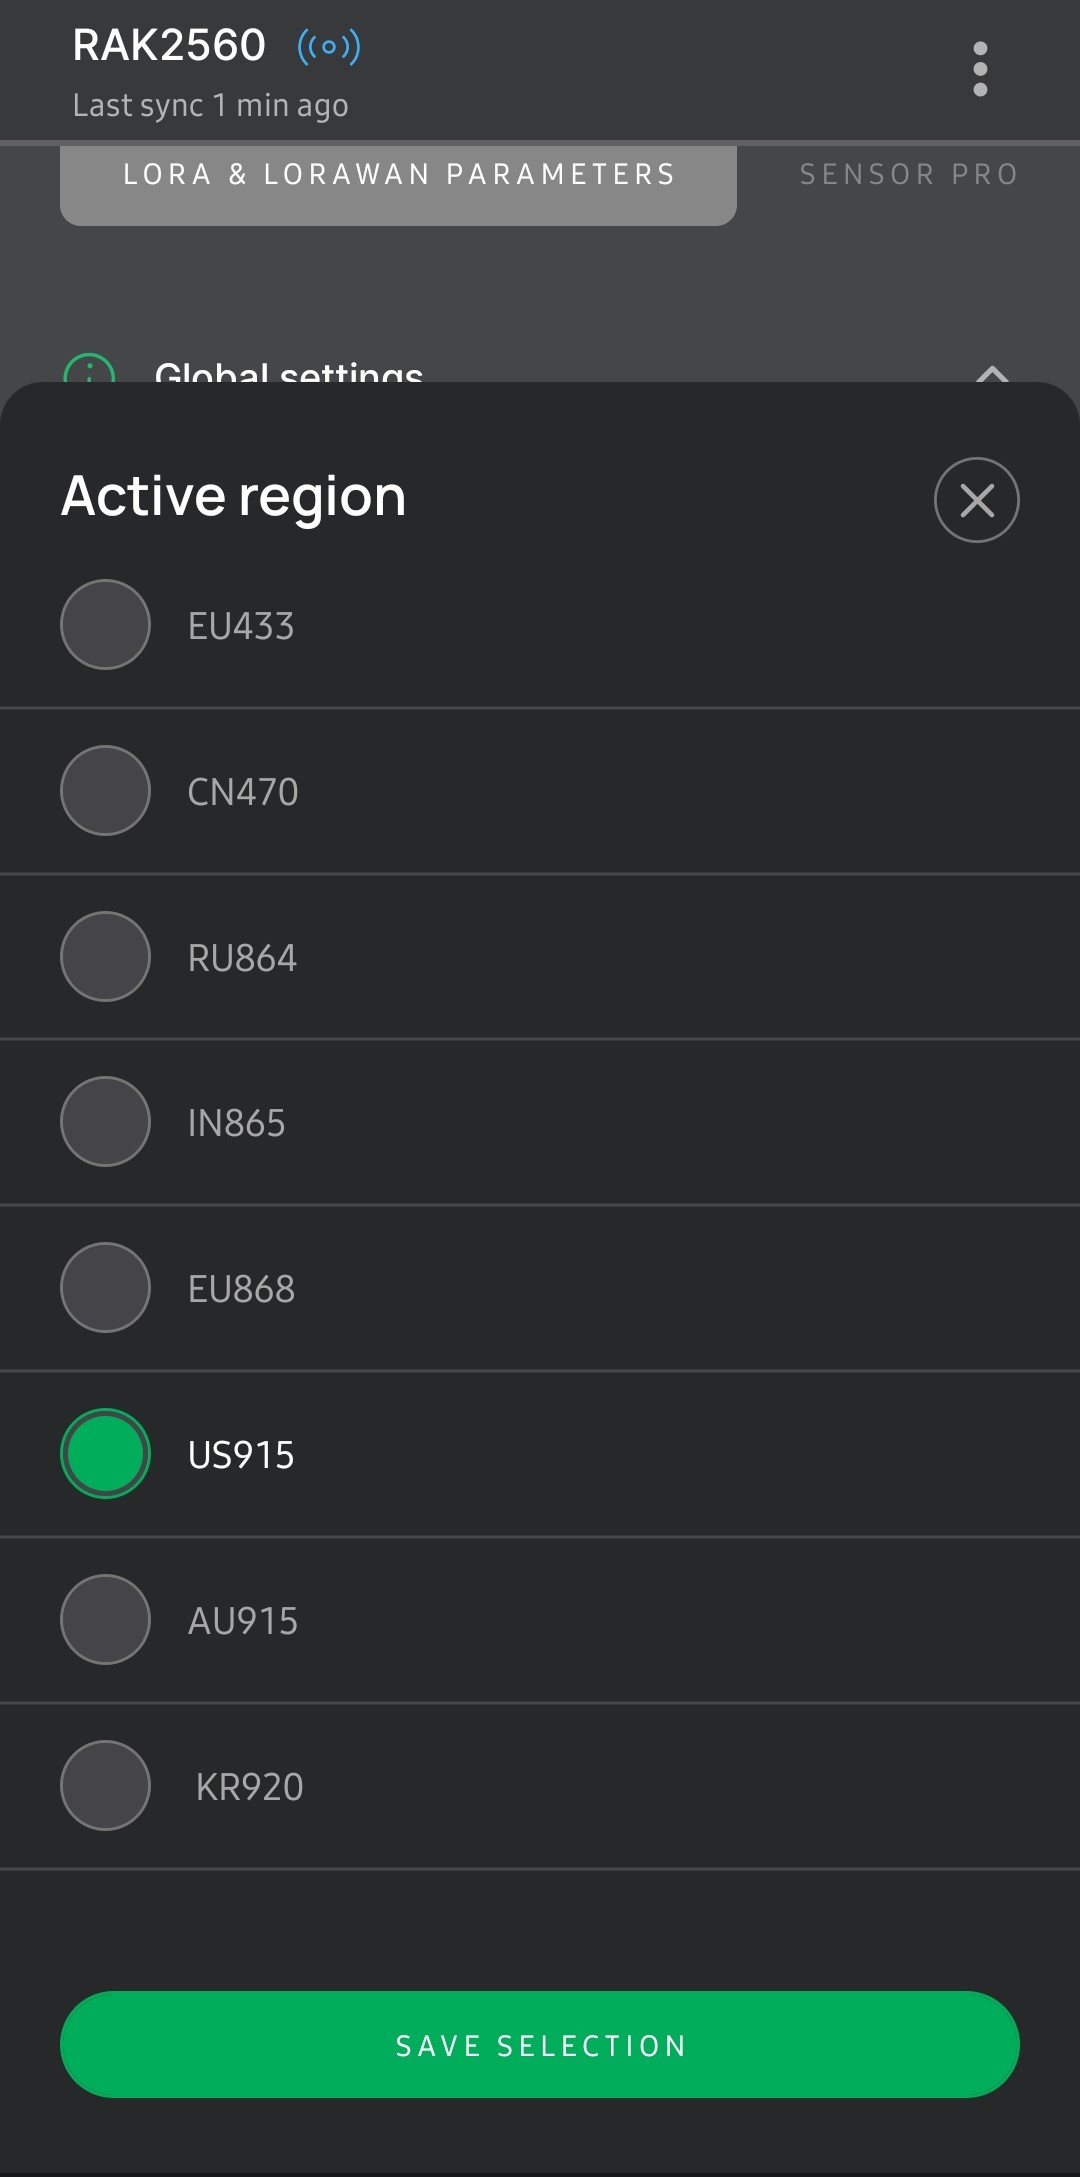 RAK2560
Last sync 1 min ago
LORA & LORAWAN PARAMETERS
SENSOR PRO
Global settings
Active region
EU433
CN470
RU864
IN865
EU868
US915
AU915
KR920
SAVE SELECTION